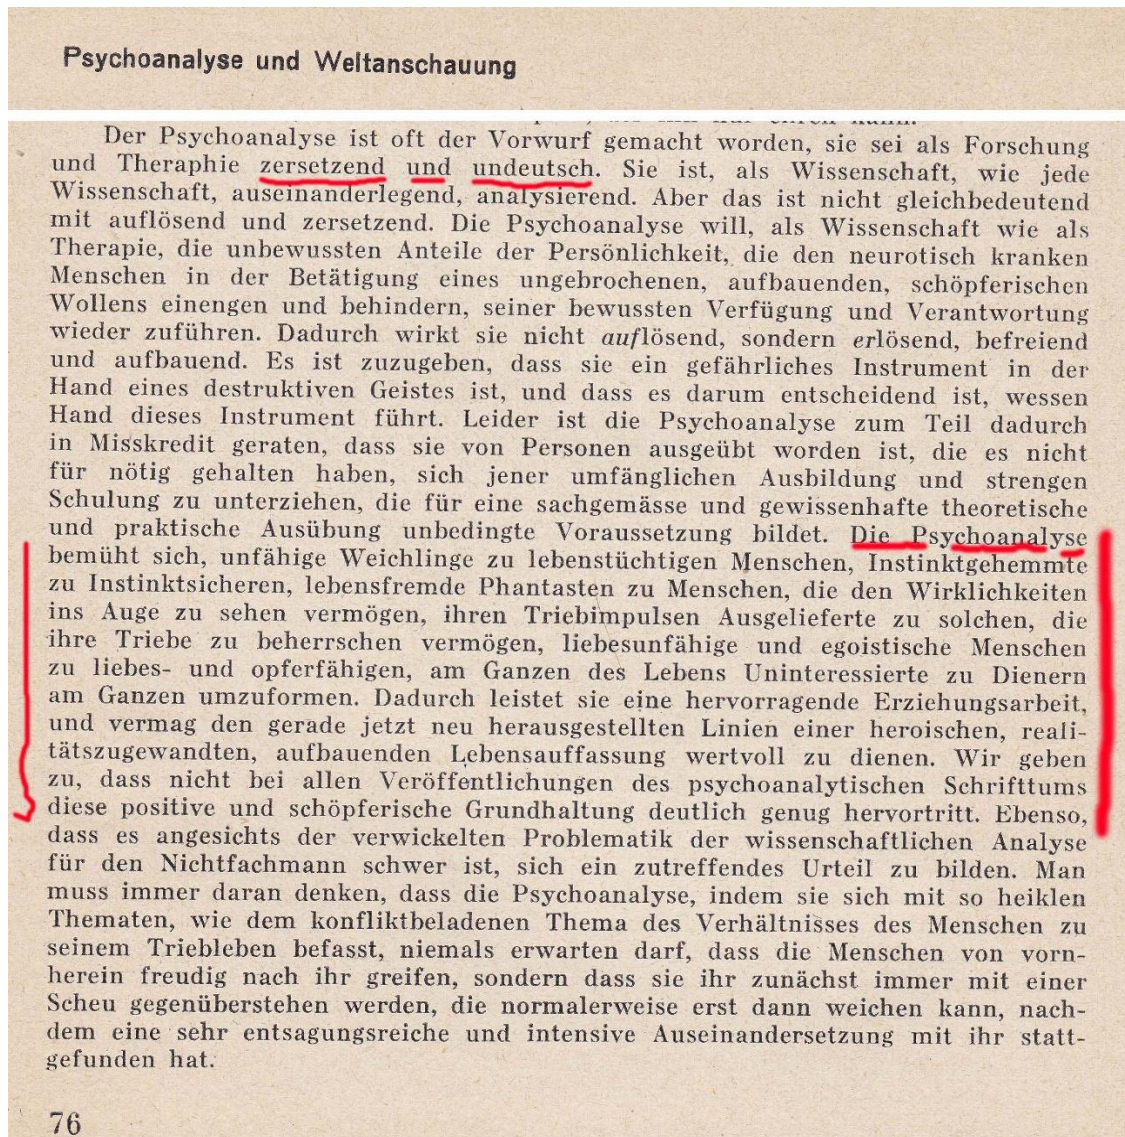 Psychoanalyse und Weltanschauung
Der Psychoanalyse ist oft der Vorwurf gemacht worden, sie sei als Forschung
und Theraphie zersetzend und undeutsch. Sie ist, als Wissenschaft, wie jede
Wissenschaft, auseinanderlegend, analysierend. Aber das ist nicht gleichbedeutend
mit auflösend und zersetzend. Die Psychoanalyse will, als Wissenschaft wie als
Therapie, die unbewussten Anteile der Persönlichkeit, die den neurotisch kranken
Menschen in der Betätigung eines ungebrochenen, aufbauenden, schöpferischen
Wollens einengen und behindern, seiner bewussten Verfügung und Verantwortung
wieder zuführen. Dadurch wirkt sie nicht auflösend, sondern erlösend, befreiend
und aufbauend. Es ist zuzugeben, dass sie ein gefährliches Instrument in der
Hand eines destruktiven Geistes ist, und dass es darum entscheidend ist, wessen
Hand dieses Instrument führt. Leider ist die Psychoanalyse zum Teil dadurch
in Misskredit geraten, dass sie von Personen ausgeübt worden ist, die es nicht
für nötig gehalten haben, sich jener umfänglichen Ausbildung und strengen
Schulung zu unterziehen, die für eine sachgemässe und gewissenhafte theoretische
und praktische Ausübung unbedingte Voraussetzung bildet. Die Psychoanalyse
bemüht sich, unfähige Weichlinge zu lebenstüchtigen Menschen, Instinktgehemmte
zu Instinktsicheren, lebensfremde Phantasten zu Menschen, die den Wirklichkeiten
ins Auge zu sehen vermögen, ihren Triebimpulsen Ausgelieferte zu solchen, die
ihre Triebe zu beherrschen vermögen, liebesunfähige und egoistische Menschen
zu liebes- und opferfähigen, am Ganzen des Lebens Uninteressierte zu Dienern
am Ganzen umzuformen. Dadurch leistet sie eine hervorragende Erziehungsarbeit,
und vermag den gerade jetzt neu herausgestellten Linien einer heroischen, reali-
tätszugewandten, aufbauenden Lebensauffassung wertvoll zu dienen. Wir geben
zu, dass nicht bei allen Veröffentlichungen des psychoanalytischen Schrifttums
diese positive und schöpferische Grundhaltung deutlich genug hervortritt. Ebenso,
dass es angesichts der verwickelten Problematik der wissenschaftlichen Analyse
für den Nichtfachmann schwer ist, sich ein zutreffendes Urteil zu bilden. Man
muss immer daran denken, dass die Psychoanalyse, indem sie sich mit so heiklen
Thematen, wie dem konfliktbeladenen Thema des Verhältnisses des Menschen zu
seinem Triebleben befasst, niemals erwarten darf, dass die Menschen von vorn-
herein freudig nach ihr greifen, sondern dass sie ihr zunächst immer mit einer
Scheu gegenüberstehen werden, die normalerweise erst dann weichen kann, nach-
dem eine sehr entsagungsreiche und intensive Auseinandersetzung mit ihr statt-
gefunden hat.
76